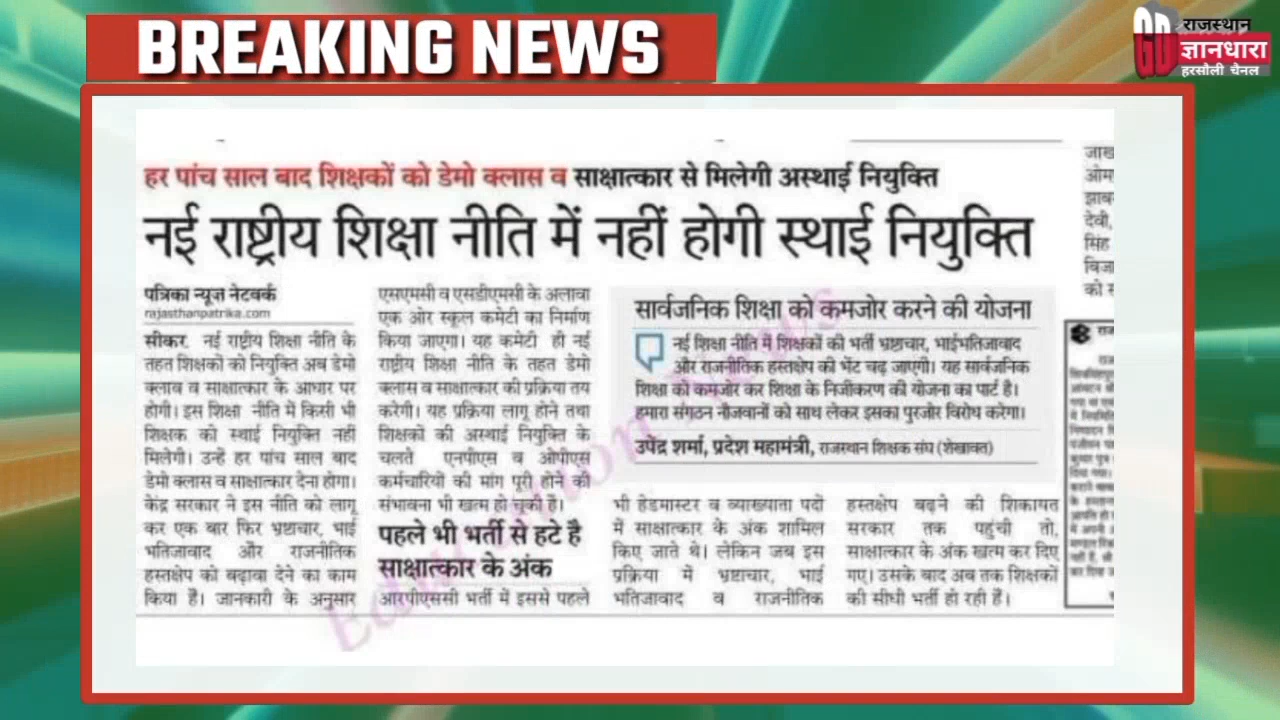 BREAKING NEWS
GD
राजस्थान
ज्ञानधारा
हरसौली चैनल
हर पांच साल बाद शिक्षकों को डेमो क्लास व साक्षात्कार से मिलेगी अस्थाई नियुक्ति
नई राष्ट्रीय शिक्षा नीति में नहीं होगी स्थाई नियुक्ति
पत्रिका न्यूज नेटवर्क
rajasthanpatrika.com
सीकर. नई राष्ट्रीय शिक्षा नीति के
तहत शिक्षकों को नियुक्ति अब डेमो
क्लाव व साक्षात्कार के आधार पर
होगी। इस शिक्षा नीति में किसी भी
शिक्षक को स्थाई नियुक्ति नहीं
मिलेगी। उन्हें हर पांच साल बाद
डेमो क्लास व साक्षात्कार देना होगा।
केंद्र सरकार ने इस नीति को लागू
कर एक बार फिर भ्रष्टाचार, भाई
भतिजावाद और राजनीतिक
हस्तक्षेप को बढ़ावा देने का काम
किया है। जानकारी के अनुसार
एसएमसी व एसडीएमसी के अलावा
एक ओर स्कूल कमेटी का निर्माण
किया जाएगा। यह कमेटी ही नई
राष्ट्रीय शिक्षा नीति के तहत डेमो
क्लास व साक्षात्कार की प्रक्रिया तय
करेगी। यह प्रक्रिया लागू होने तथा
शिक्षकों की अस्थाई नियुक्ति के
चलते एनपीएस व ओपीएस
कर्मचारियों की मांग पूरी होने की
संभावना भी खत्म हो चूकी है।
पहले भी भर्ती से हटे है
साक्षात्कार के अंक
आरपीएससी भर्ती में इससे पहले
सार्वजनिक शिक्षा को कमजोर करने की योजना
नई शिक्षा नीति में शिक्षकों की भर्ती भ्रष्टाचार, भाईभतिजावाद
और राजनीतिक हस्तक्षेप की भेंट चढ़ जाएगी। यह सार्वजनिक
शिक्षा को कमजोर कर शिक्षा के निजीकरण की योजना का पार्ट है।
हमारा संगठन नौजवानों को साथ लेकर इसका पुरजोर विरोध करेगा।
उपेंद्र शर्मा, प्रदेश महामंत्री, राजस्थान शिक्षक संघ (शेखावत)
भी हेडमास्टर व व्याख्याता पदों
में साक्षात्कार के अंक शामिल
किए जाते थे। लेकिन जब इस
प्रक्रिया में भ्रष्टाचार, भाई
भतिजावाद व राजनीतिक
हस्तक्षेप बढ़ने की शिकायत
सरकार तक पहुंची तो,
साक्षात्कार के अंक खत्म कर दिए
गए। उसके बाद अब तक शिक्षकों
की सीधी भर्ती हो रही हैं।
जाख
ओम
झाब
देवी,
सिंह
बिज
को स